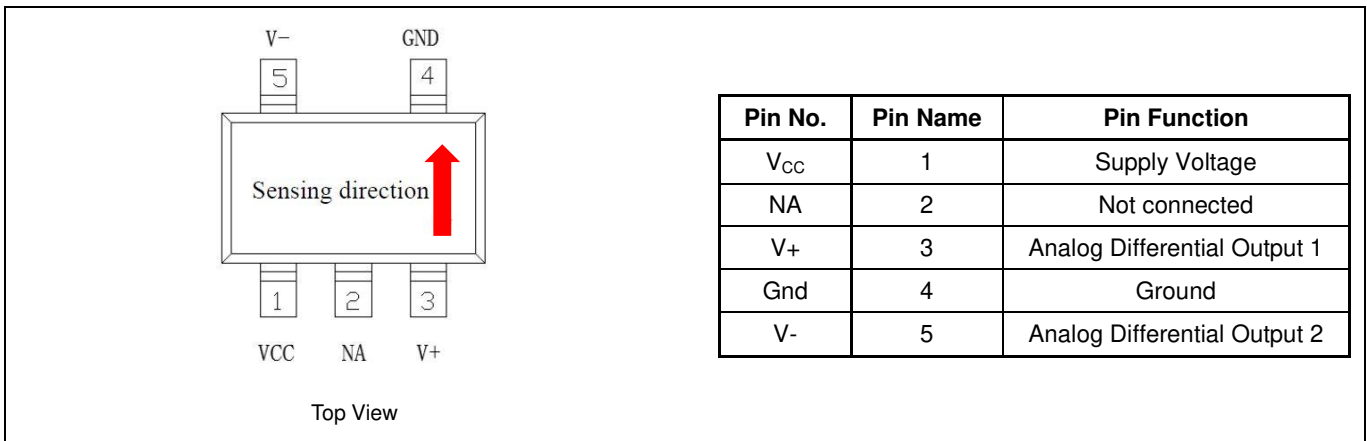 V- GND
5 4
Sensing direction
1 2 3
VCC NA V+
Top View
Pin No. Pin Name Pin Function
V_CC 1 Supply Voltage
NA 2 Not connected
V+ 3 Analog Differential Output 1
Gnd 4 Ground
V- 5 Analog Differential Output 2